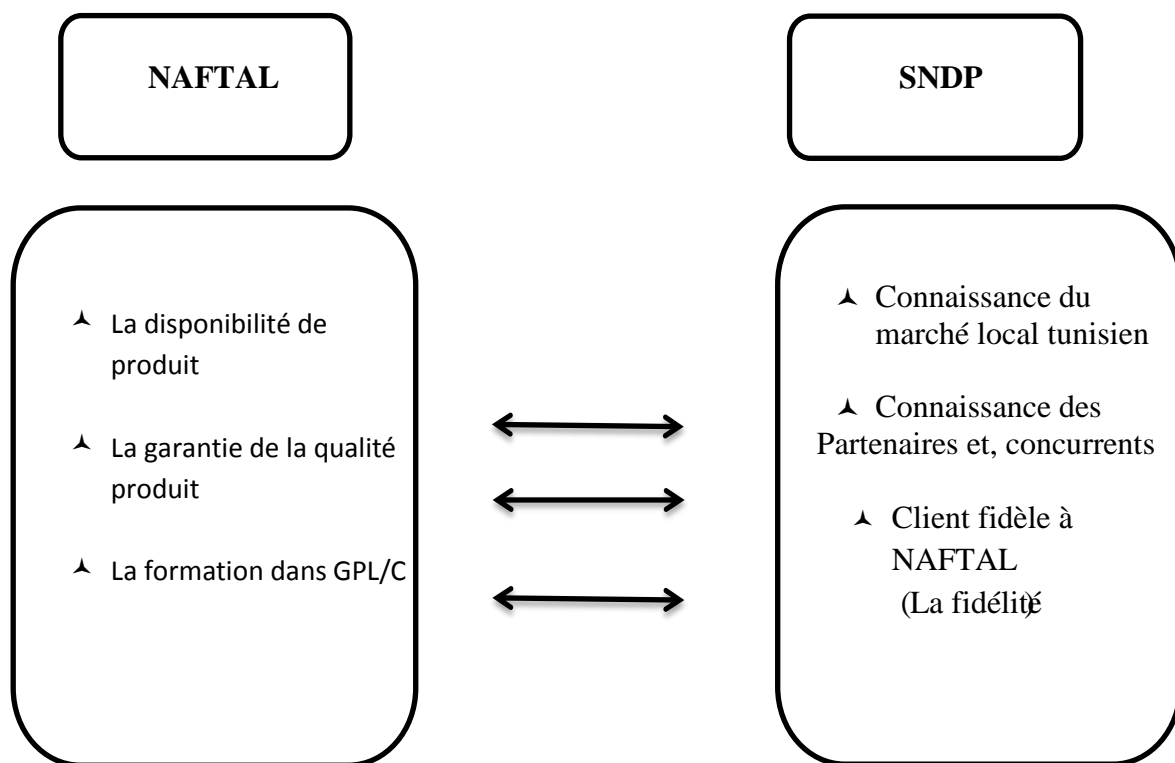 NAFTAL
SNDP
La disponibilité de
produit
La garantie de la qualité
produit
La formation dans GPL/C
Connaissance du
marché local tunisien
Connaissance des
Partenaires et, concurrents
Client fidèle à
NAFTAL
(La fidélité)